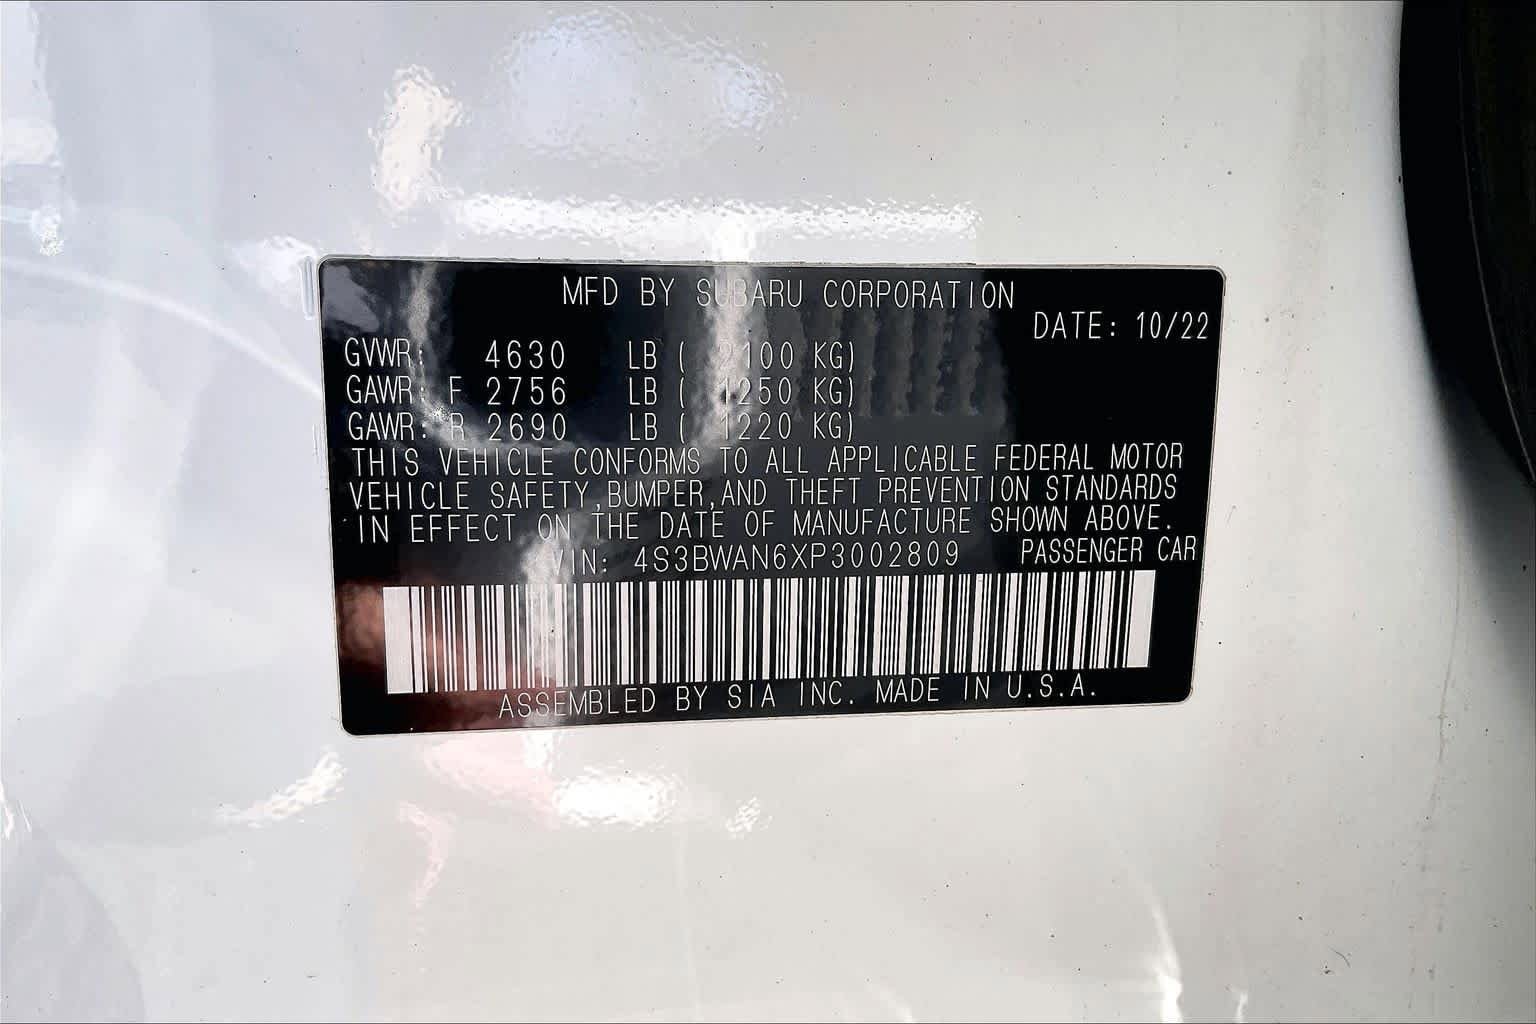 MFD BY SUBARU CORPORATION
DATE: 10/22
GVWR: 4630 LB ( 2100 KG)
GAWR: F 2756 LB ( 1250 KG)
GAWR: R 2690 LB ( 1220 KG)
THIS VEHICLE CONFORMS TO ALL APPLICABLE FEDERAL MOTOR
VEHICLE SAFETY,BUMPER,AND THEFT PREVENTION STANDARDS
IN EFFECT ON THE DATE OF MANUFACTURE SHOWN ABOVE.
VIN: 4S3BWAN6XP3002809 PASSENGER CAR
ASSEMBLED BY SIA INC. MADE IN U.S.A.